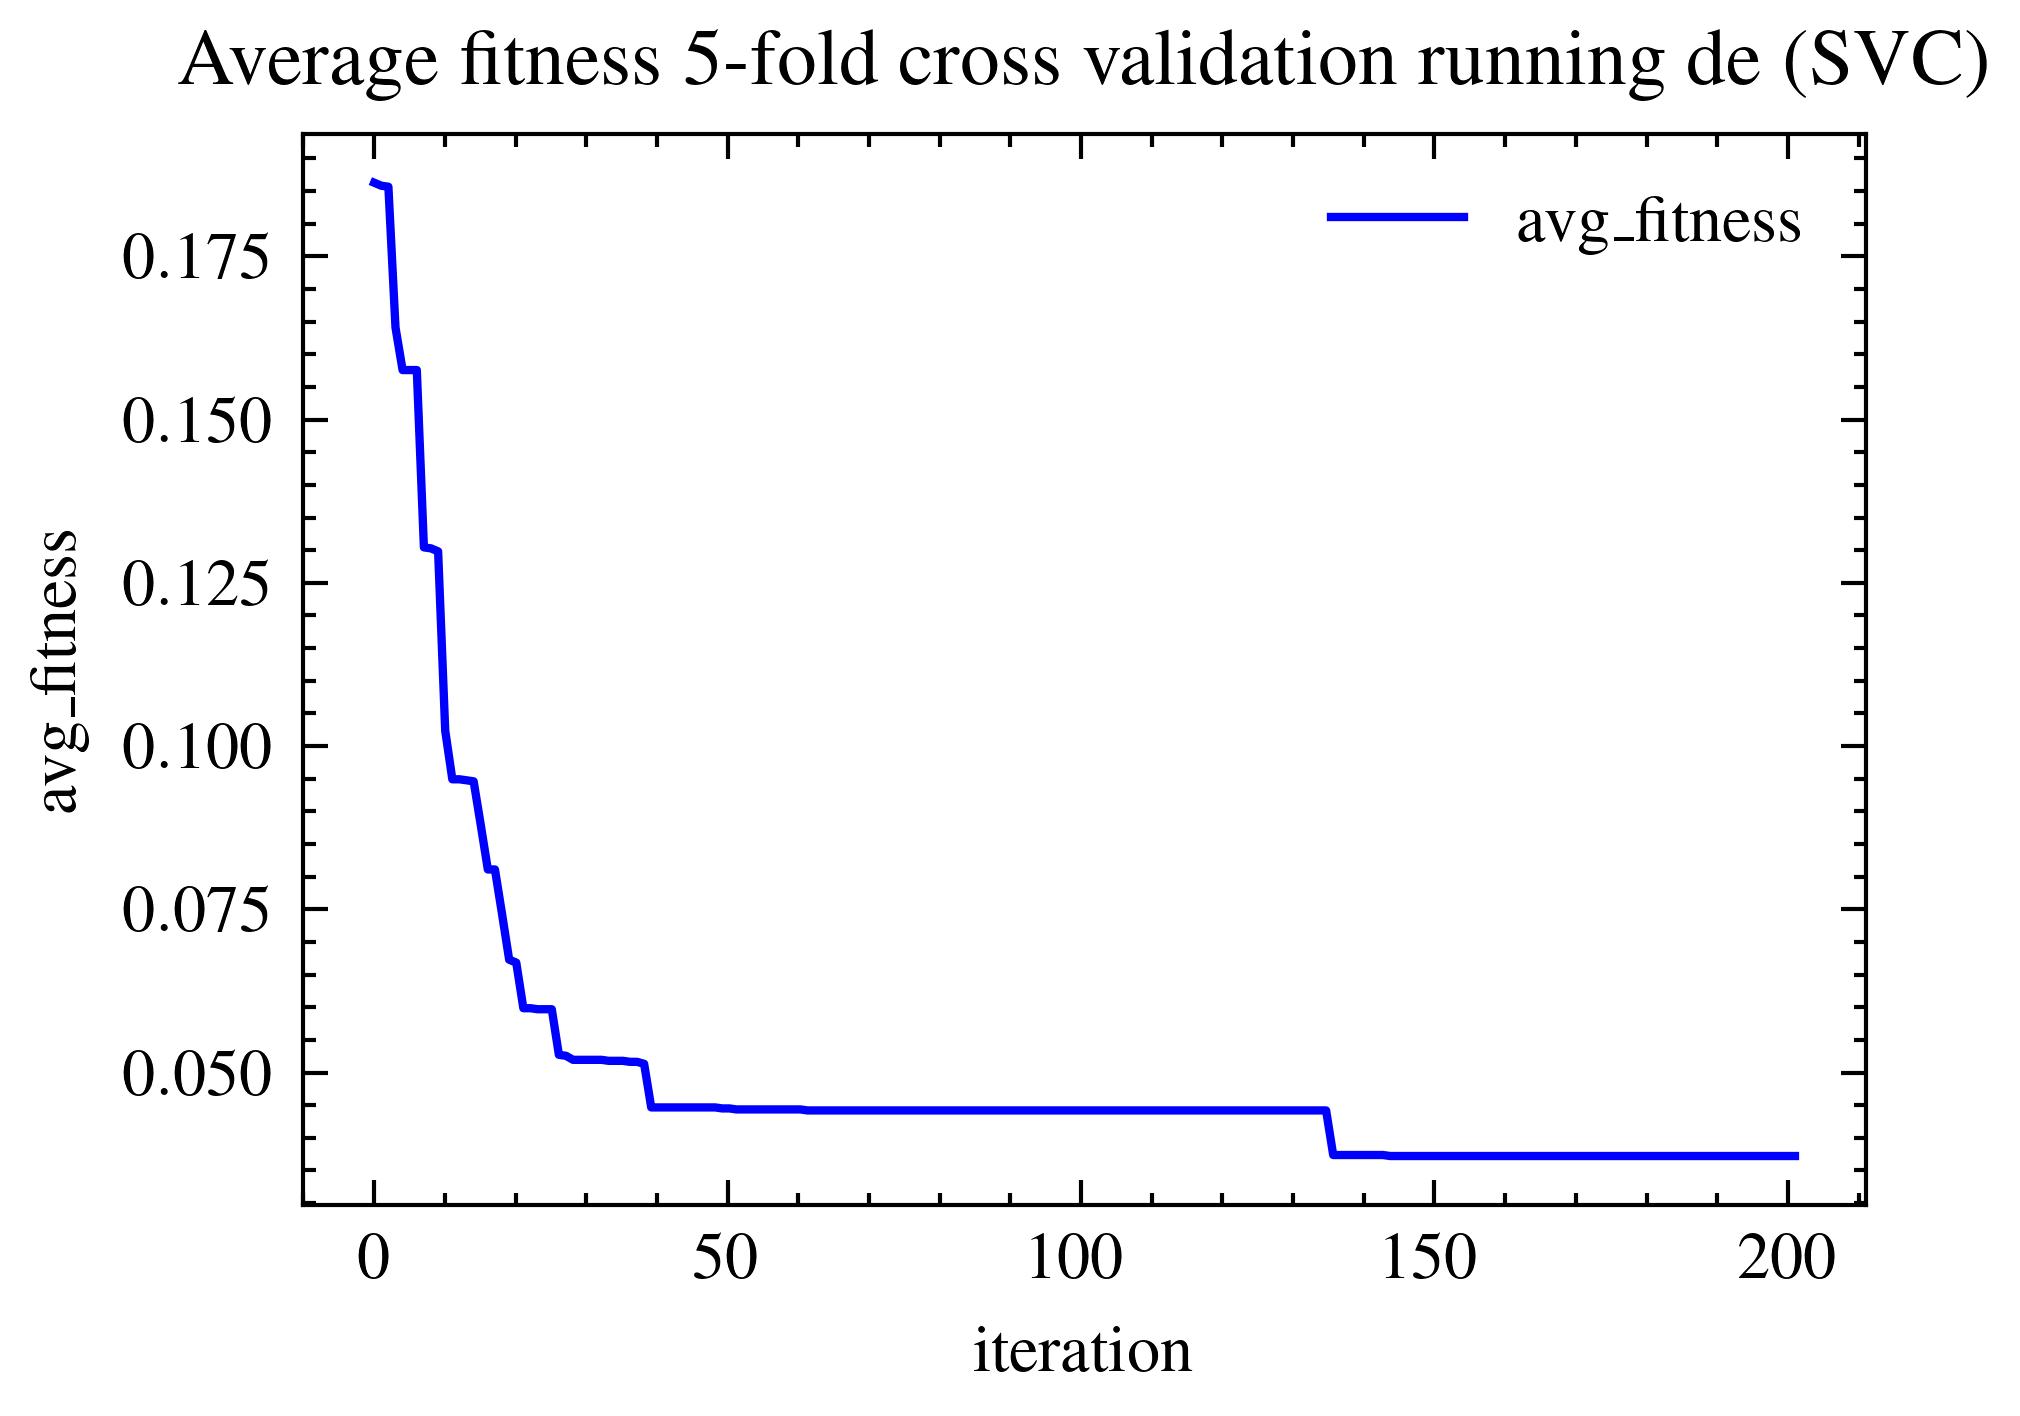 Average fitness 5-fold cross validation running de (SVC)
avg_fitness
0.175
0.150
0.125
0.100
0.075
0.050
avg_fitness
0 50 100 150 200
iteration